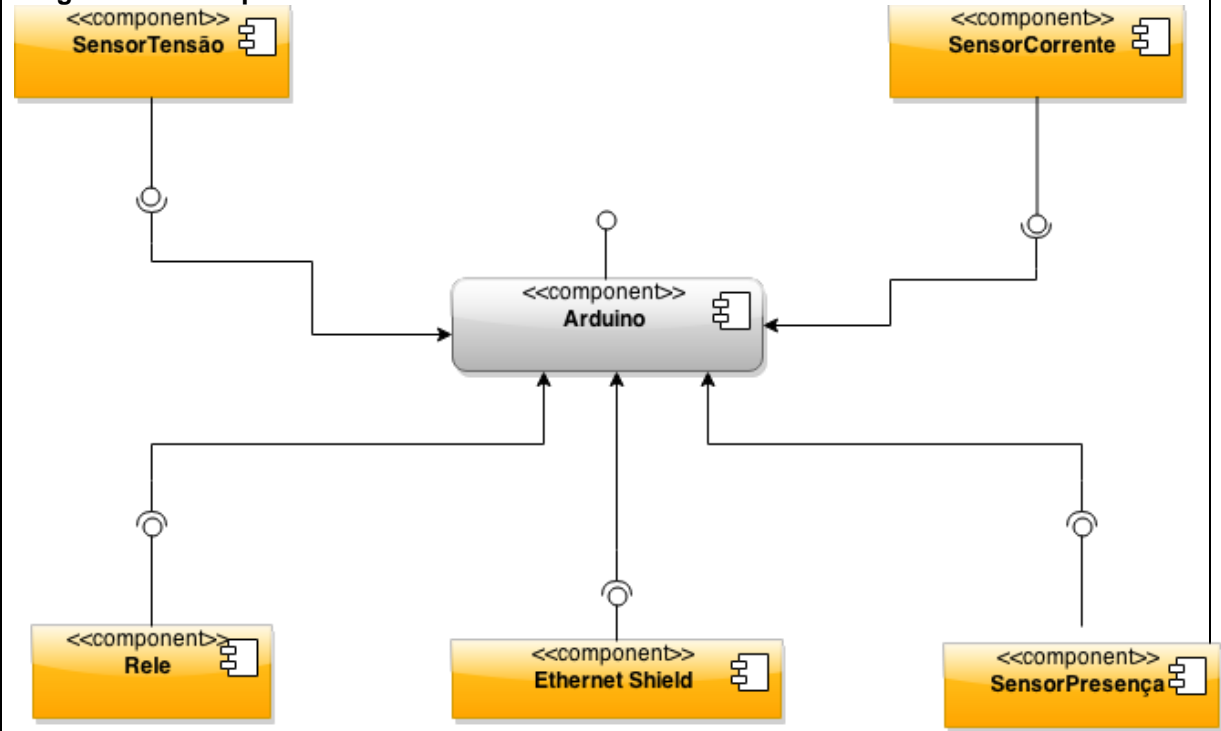 <<component>>
SensorTensão
<<component>>
SensorCorrente
<<component>>
Arduino
<<component>>
Rele
<<component>>
Ethernet Shield
<<component>>
SensorPresença